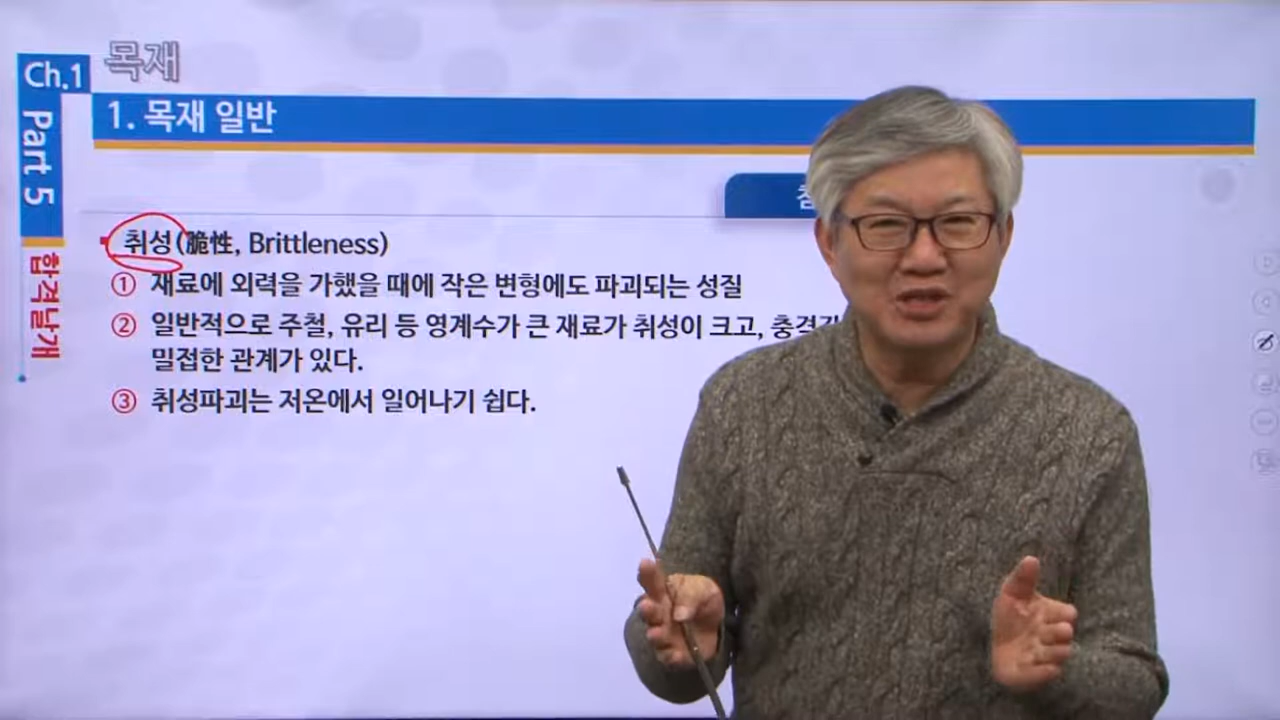 목재
Ch.1
1. 목재 일반
Part 5
합격날개
취성(脆性, Brittleness)
① 재료에 외력을 가했을 때에 작은 변형에도 파괴되는 성질
② 일반적으로 주철, 유리 등 영계수가 큰 재료가 취성이 크고,
밀접한 관계가 있다.
③ 취성파괴는 저온에서 일어나기 쉽다.